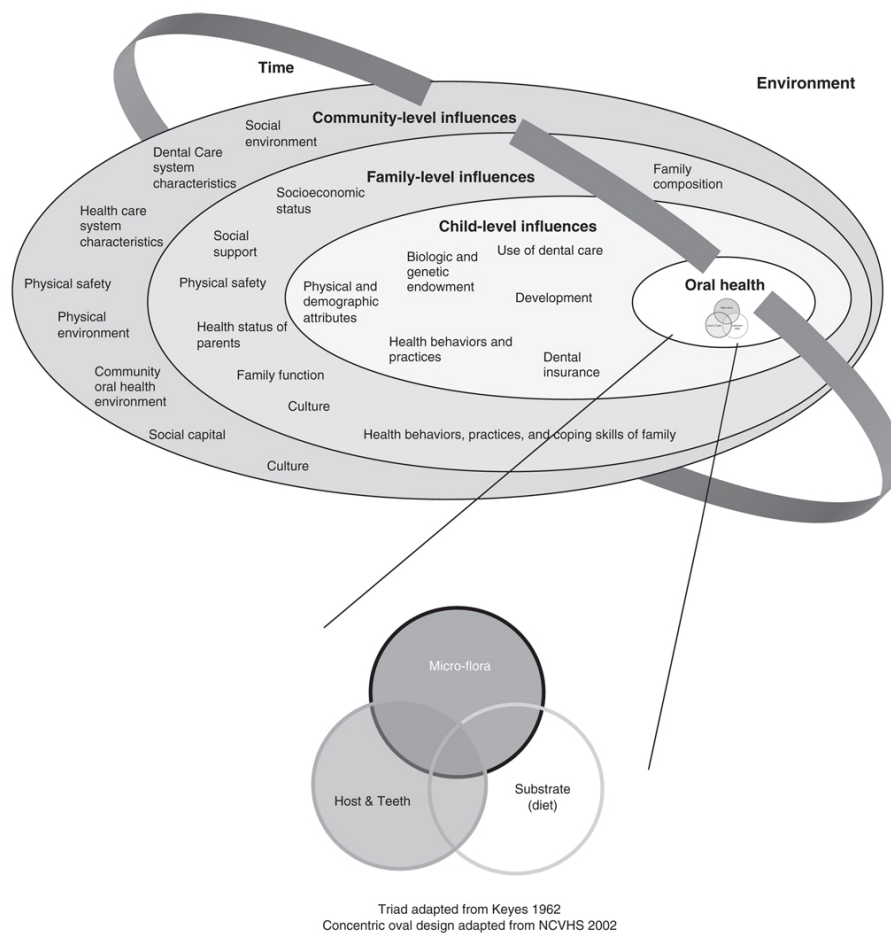 Time
Environment
Community-level influences
Social
environment
Dental Care
system
characteristics
Health care
system
characteristics
Physical safety
Physical
environment
Community
oral health
environment
Social capital
Culture
Family-level influences
Family
composition
Socioeconomic
status
Social
support
Physical safety
Health status of
parents
Family function
Culture
Health behaviors, practices, and coping skills of family
Child-level influences
Use of dental care
Biologic and
genetic
endowment
Physical and
demographic
attributes
Development
Health behaviors and
practices
Dental
insurance
Oral health
Micro-flora
Host & Teeth
Substrate
(diet)
Triad adapted from Keyes 1962
Concentric oval design adapted from NCVHS 2002